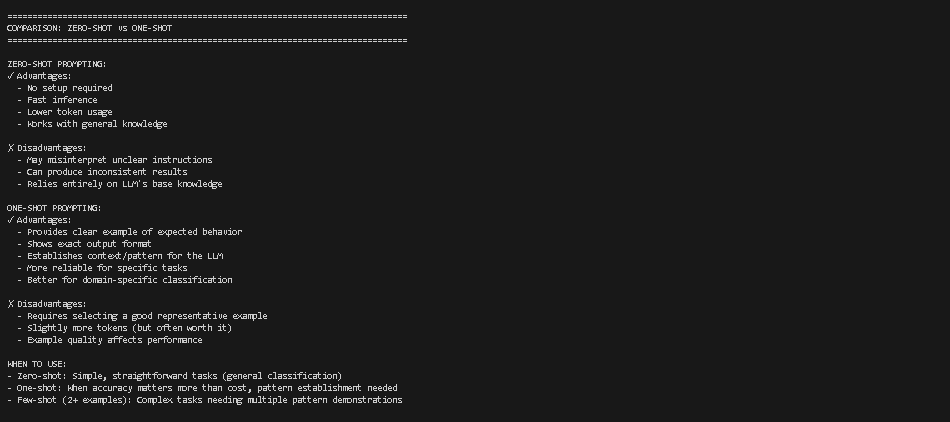 ================================================================================
COMPARISON: ZERO-SHOT vs ONE-SHOT
================================================================================
ZERO-SHOT PROMPTING:
✓ Advantages:
- No setup required
- Fast inference
- Lower token usage
- Works with general knowledge
✗ Disadvantages:
- May misinterpret unclear instructions
- Can produce inconsistent results
- Relies entirely on LLM's base knowledge
ONE-SHOT PROMPTING:
✓ Advantages:
- Provides clear example of expected behavior
- Shows exact output format
- Establishes context/pattern for the LLM
- More reliable for specific tasks
- Better for domain-specific classification
✗ Disadvantages:
- Requires selecting a good representative example
- Slightly more tokens (but often worth it)
- Example quality affects performance
WHEN TO USE:
- Zero-shot: Simple, straightforward tasks (general classification)
- One-shot: When accuracy matters more than cost, pattern establishment needed
- Few-shot (2+ examples): Complex tasks needing multiple pattern demonstrations